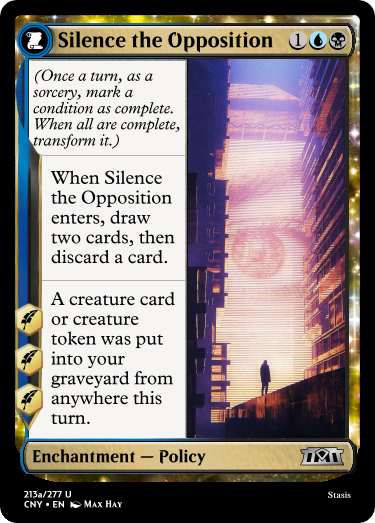 Silence the Opposition 1
(Once a turn, as a
sorcery, mark a
condition as complete.
When all are complete,
transform it.)
When Silence
the Opposition
enters, draw
two cards, then
discard a card.
A creature card
or creature
token was put
into your
graveyard from
anywhere this
turn.
Enchantment — Policy
213a/277 U
Stasis
CNY • EN Max Hay